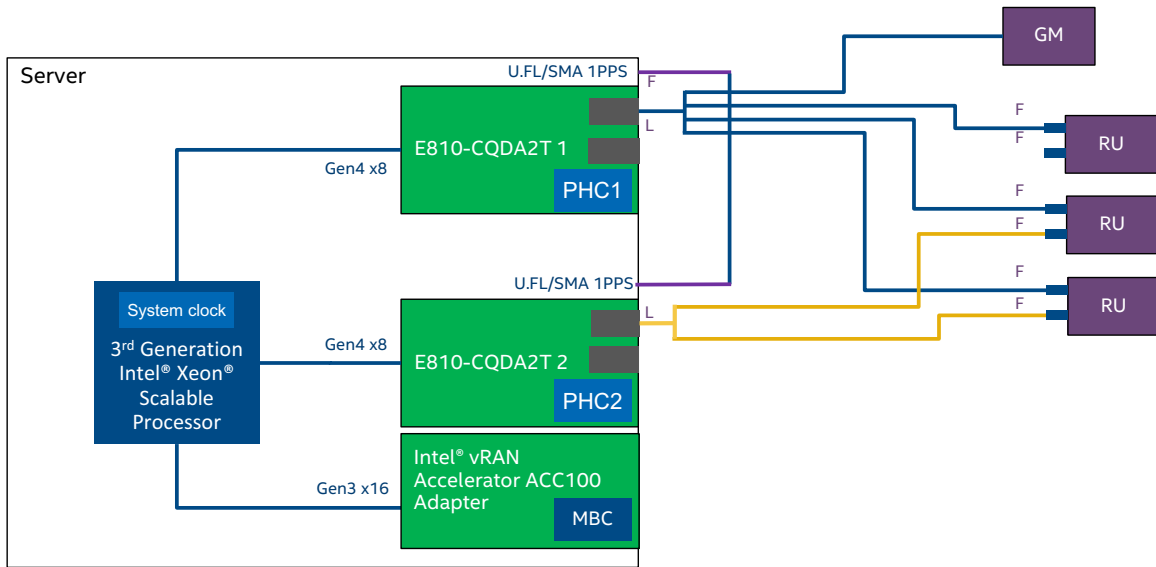 GM
Server
U.FL/SMA 1PPS
F
L
E810-CQDA2T 1
PHC1
Gen4 x8
F
F
RU
F
F
RU
F
F
RU
U.FL/SMA 1PPS
L
System clock
3rd Generation
Intel® Xeon®
Scalable
Processor
Gen4 x8
E810-CQDA2T 2
PHC2
Gen3 x16
Intel® vRAN
Accelerator ACC100
Adapter
MBC